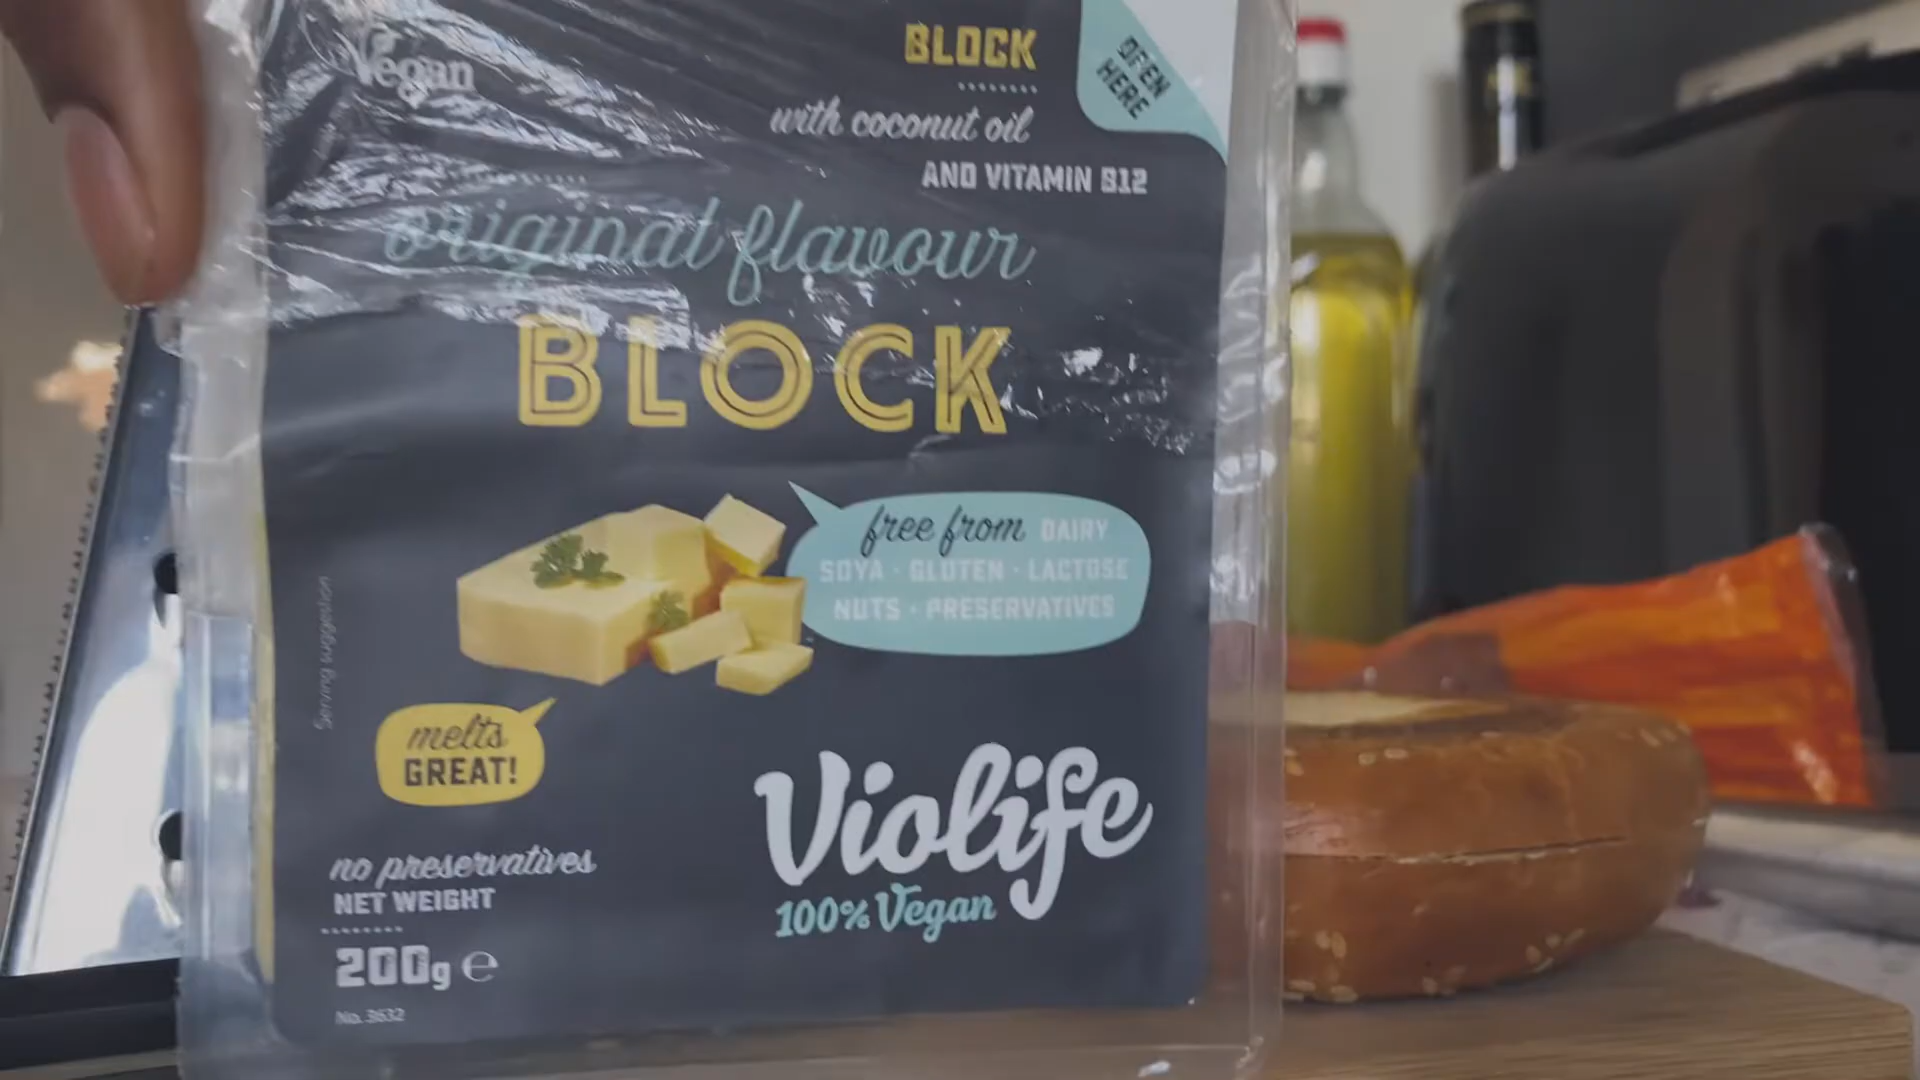 Vegan
BLOCK
with coconut oil
AND VITAMIN B12
OPEN
HERE
original flavour
BLOCK
free from DAIRY
SOYA · GLUTEN · LACTOSE
NUTS · PRESERVATIVES
Serving suggestion
melts
GREAT!
Violife
100% Vegan
no preservatives
NET WEIGHT
200g e
No. 3632